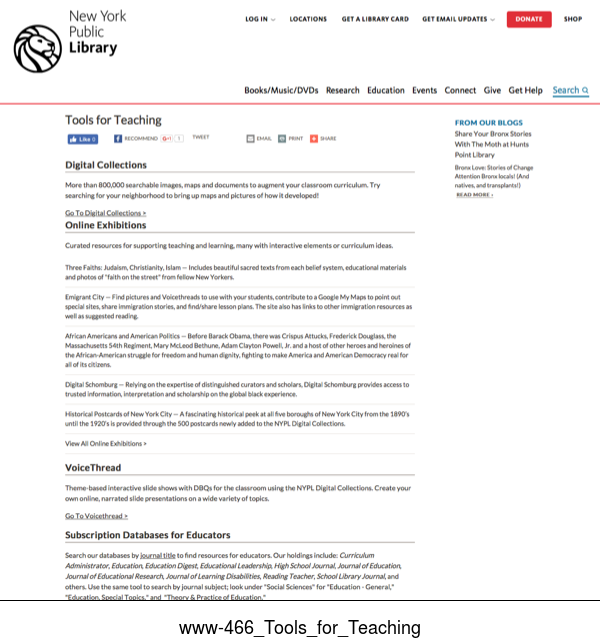 New York
Public
Library
LOG IN
LOCATIONS
GET A LIBRARY CARD
GET EMAIL UPDATES
DONATE
SHOP
Books/Music/DVDs Research Education Events Connect Give Get Help Search
Tools for Teaching
Like 0
RECOMMEND
G+1
1
TWEET
EMAIL
PRINT
SHARE
Digital Collections
More than 800,000 searchable images, maps and documents to augment your classroom curriculum. Try
searching for your neighborhood to bring up maps and pictures of how it developed!
Go To Digital Collections >
Online Exhibitions
Curated resources for supporting teaching and learning, many with interactive elements or curriculum ideas.
Three Faiths: Judaism, Christianity, Islam — Includes beautiful sacred texts from each belief system, educational materials
and photos of "faith on the street" from fellow New Yorkers.
Emigrant City — Find pictures and Voicethreads to use with your students, contribute to a Google My Maps to point out
special sites, share immigration stories, and find/share lesson plans. The site also has links to other immigration resources as
well as suggested reading.
African Americans and American Politics — Before Barack Obama, there was Crispus Attucks, Frederick Douglass, the
Massachusetts 54th Regiment, Mary McLeod Bethune, Adam Clayton Powell, Jr. and a host of other heroes and heroines of
the African-American struggle for freedom and human dignity, fighting to make America and American Democracy real for
all of its citizens.
Digital Schomburg — Relying on the expertise of distinguished curators and scholars, Digital Schomburg provides access to
trusted information, interpretation and scholarship on the global black experience.
Historical Postcards of New York City — A fascinating historical peek at all five boroughs of New York City from the 1890's
until the 1920's is provided through the 500 postcards newly added to the NYPL Digital Collections.
View All Online Exhibitions »
VoiceThread
Theme-based interactive slide shows with DBQs for the classroom using the NYPL Digital Collections. Create your
own online, narrated slide presentations on a wide variety of topics.
Go To Voicethread >
Subscription Databases for Educators
Search our databases by journal title to find resources for educators. Our holdings include: Curriculum
Administrator, Education, Education Digest, Educational Leadership, High School Journal, Journal of Education,
Journal of Educational Research, Journal of Learning Disabilities, Reading Teacher, School Library Journal, and
others. Use the same tool to search by journal subject; look under "Social Sciences" for "Education - General,"
"Education, Special Topics," and "Theory & Practice of Education."
FROM OUR BLOGS
Share Your Bronx Stories
With The Moth at Hunts
Point Library
Bronx Love: Stories of Change
Attention Bronx locals! (And
natives, and transplants!)
READ MORE ›
www-466_Tools_for_Teaching